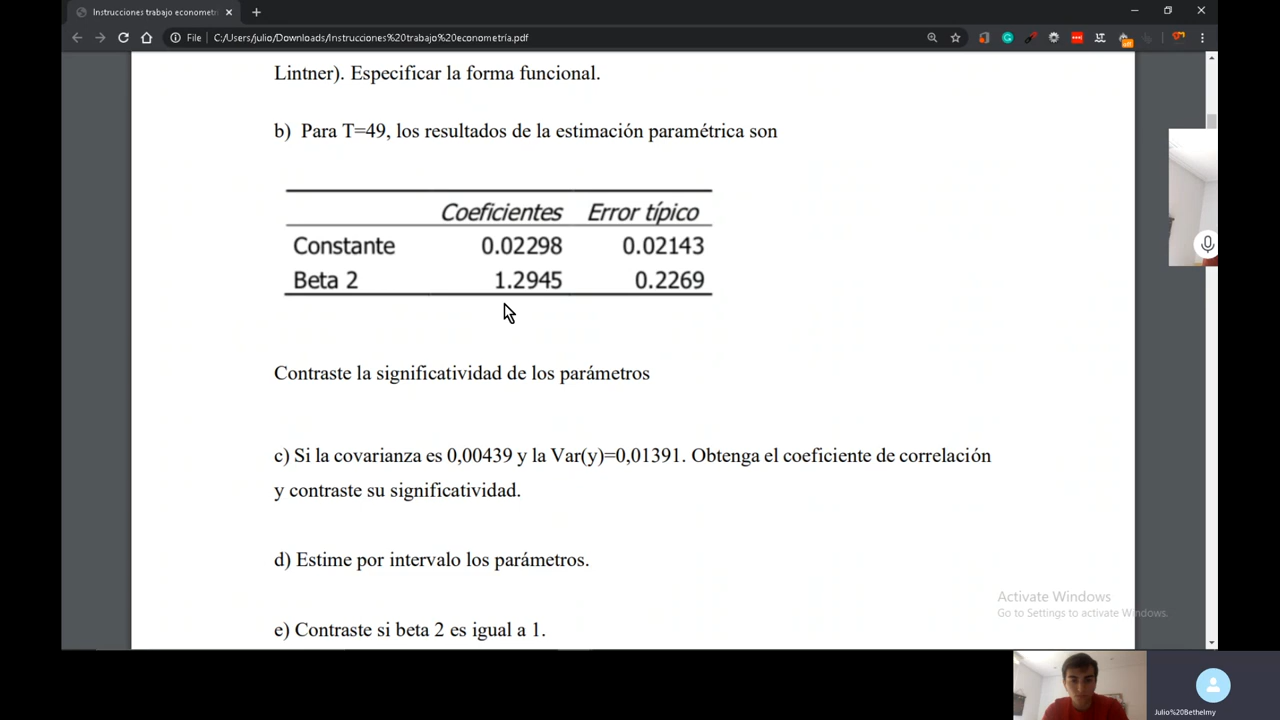 Instrucciones trabajo econometrí
File
C:/Users/julio/Downloads/Instrucciones%20trabajo%20econometría.pdf
Lintner). Especificar la forma funcional.
b) Para T=49, los resultados de la estimación paramétrica son
Coeficientes Error típico
Constante 0.02298 0.02143
Beta 2 1.2945 0.2269
Contraste la significatividad de los parámetros
c) Si la covarianza es 0,00439 y la Var(y)=0,01391. Obtenga el coeficiente de correlación
y contraste su significatividad.
d) Estime por intervalo los parámetros.
e) Contraste si beta 2 es igual a 1.
Activate Windows
Go to Settings to activate Windows.
Julio%20Bethelmy